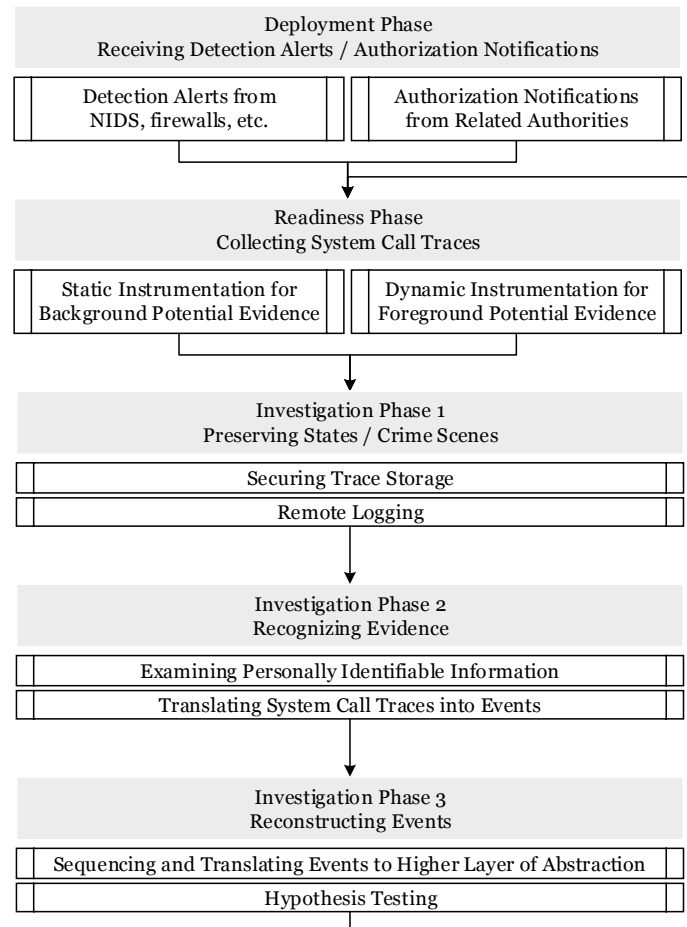 Deployment Phase
Receiving Detection Alerts / Authorization Notifications
Detection Alerts from
NIDS, firewalls, etc.
Authorization Notifications
from Related Authorities
Readiness Phase
Collecting System Call Traces
Static Instrumentation for
Background Potential Evidence
Dynamic Instrumentation for
Foreground Potential Evidence
Investigation Phase 1
Preserving States / Crime Scenes
Securing Trace Storage
Remote Logging
Investigation Phase 2
Recognizing Evidence
Examining Personally Identifiable Information
Translating System Call Traces into Events
Investigation Phase 3
Reconstructing Events
Sequencing and Translating Events to Higher Layer of Abstraction
Hypothesis Testing